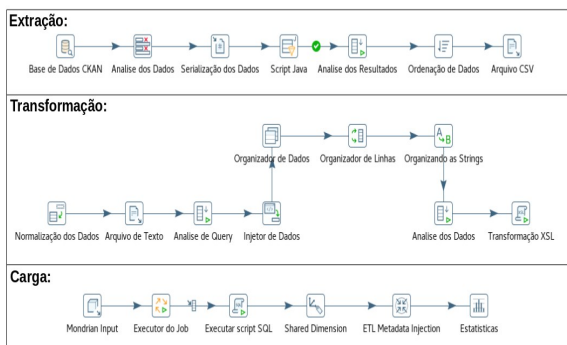 Extração:
Base de Dados CKAN Analise dos Dados Serialização dos Dados Script Java Analise dos Resultados Ordenação de Dados Arquivo CSV
Transformação:
Organizador de Dados Organizador de Linhas Organizando as Strings
Normalização dos Dados Arquivo de Texto Analise de Query Injetor de Dados Analise dos Dados Transformação XSL
Carga:
Mondrian Input Executor do Job Executar script SQL Shared Dimension ETL Metadata Injection Estatisticas